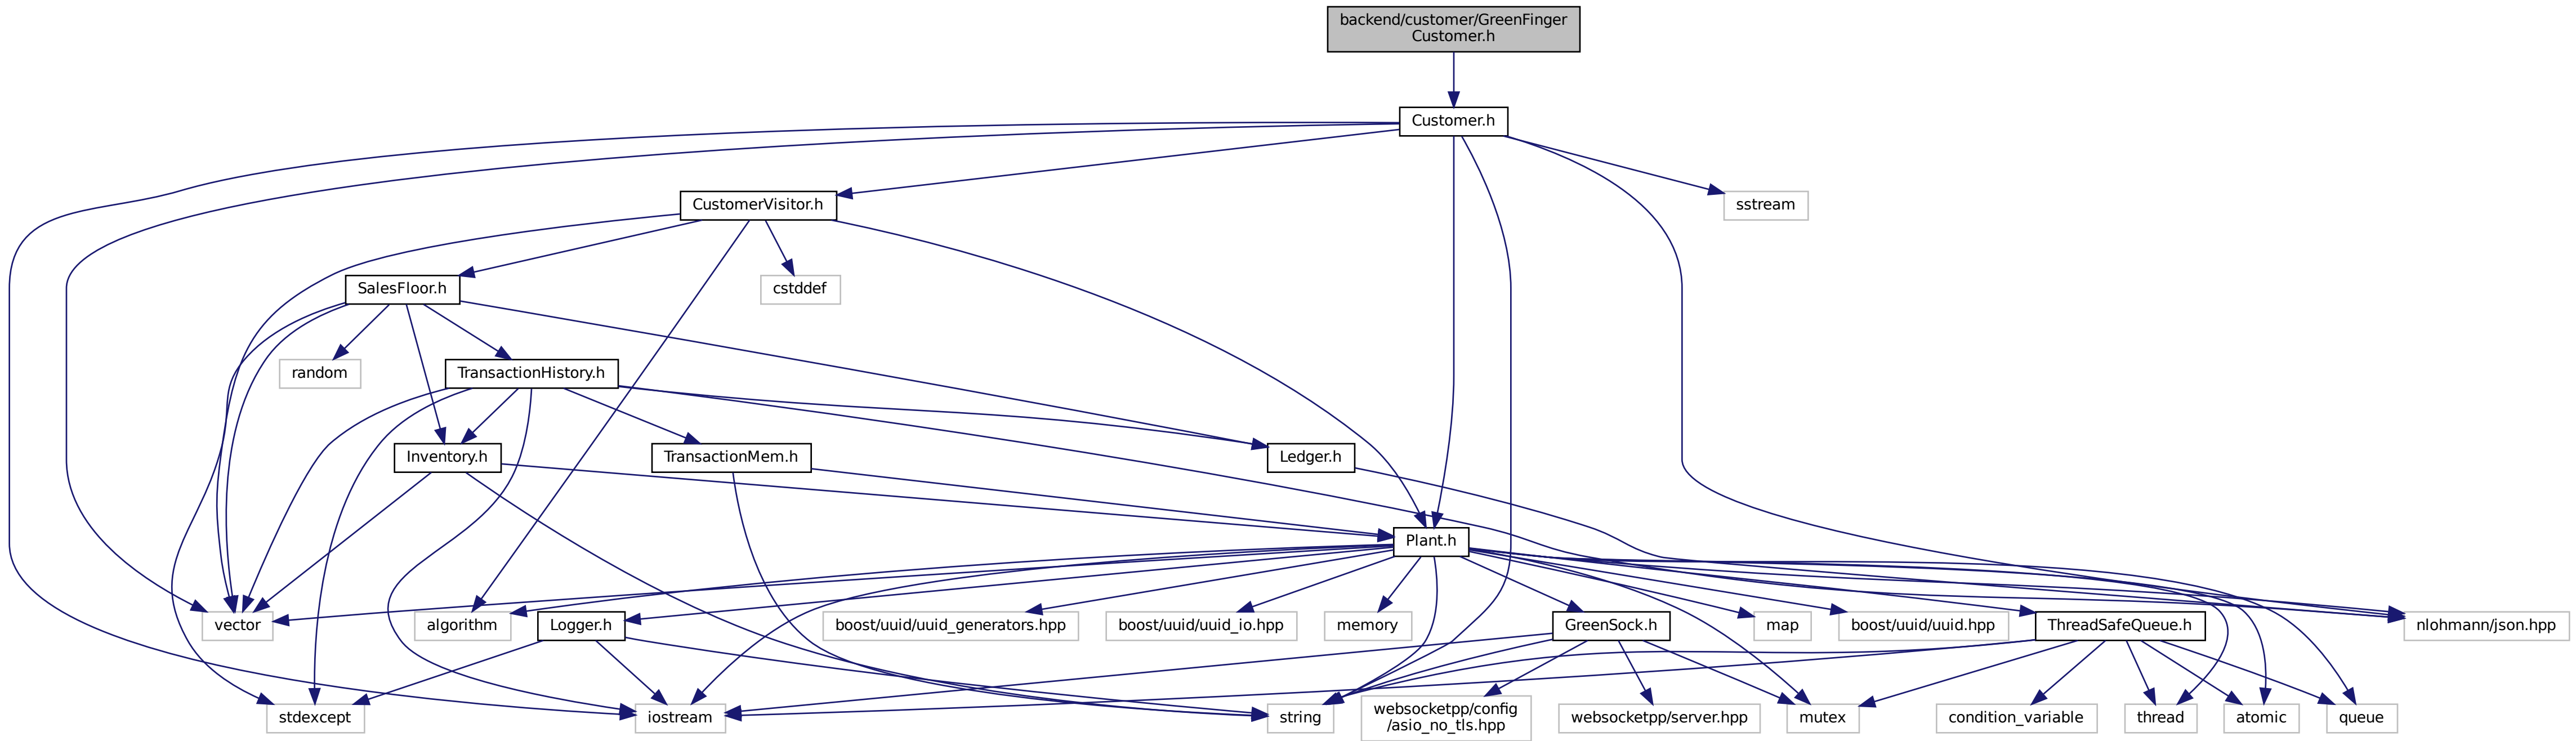 backend/customer/GreenFinger
Customer.h
Customer.h
CustomerVisitor.h
sstream
SalesFloor.h
cstddef
random
TransactionHistory.h
Inventory.h
TransactionMem.h
Ledger.h
Plant.h
vector
algorithm
Logger.h
boost/uuid/uuid_generators.hpp
boost/uuid/uuid_io.hpp
memory
GreenSock.h
map
boost/uuid/uuid.hpp
ThreadSafeQueue.h
nlohmann/json.hpp
stdexcept
iostream
string
websocketpp/config
/asio_no_tls.hpp
websocketpp/server.hpp
mutex
condition_variable
thread
atomic
queue